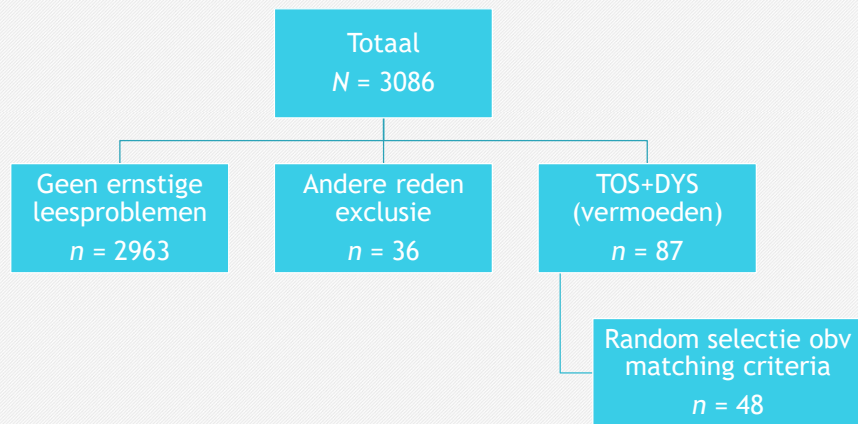 Totaal
N = 3086
Geen ernstige
leesproblemen
n = 2963
Andere reden
exclusie
n = 36
TOS+DYS
(vermoeden)
n = 87
Random selectie obv
matching criteria
n = 48